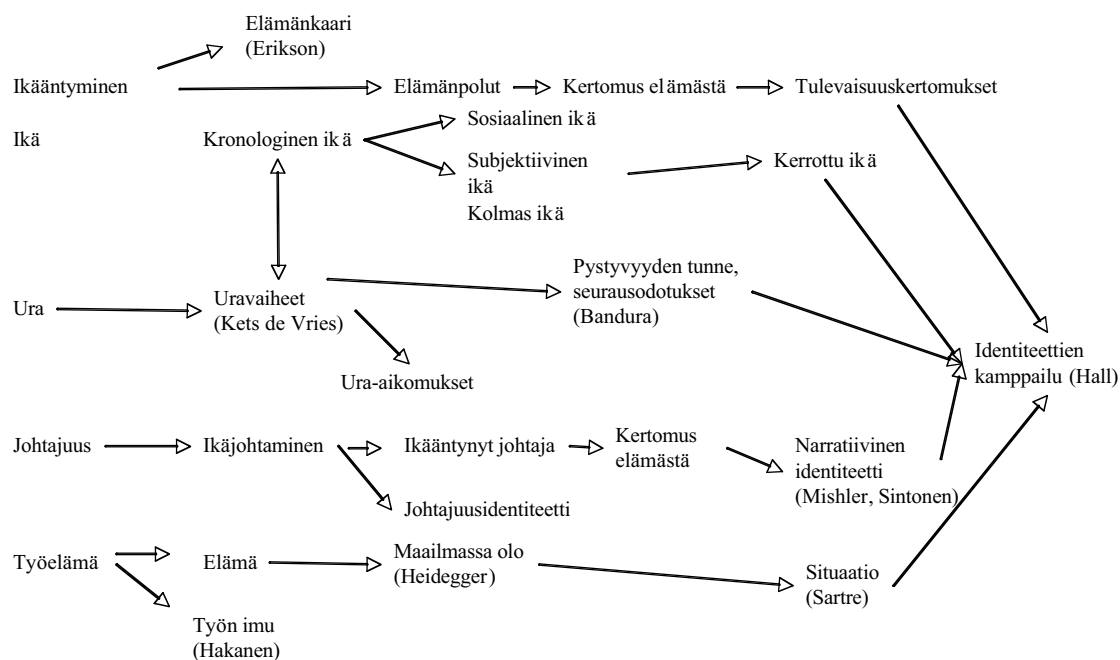 Elämänkaari
(Erikson)
Ikääntyminen
Elämänpolut
Kertomus elämästä
Tulevaisuuskertomukset
Ikä
Kronologinen ikä
Sosiaalinen ikä
Subjektiivinen
ikä
Kolmas ikä
Kerrottu ikä
Ura
Uravaiheet
(Kets de Vries)
Pystyvyyden tunne,
seurausodotukset
(Bandura)
Ura-aikomukset
Identiteettien
kamppailu (Hall)
Johtajuus
Ikäjohtaminen
Ikääntynyt johtaja
Kertomus
elämästä
Narratiivinen
identiteetti
(Mishler, Sintonen)
Johtajuusidentiteetti
Työelämä
Elämä
Maailmassa olo
(Heidegger)
Situaatio
(Sartre)
Työn imu
(Hakanen)